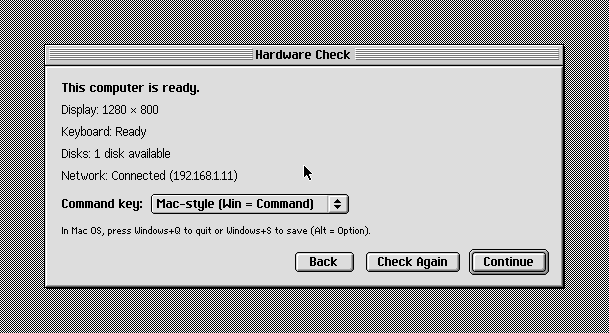 Hardware Check
This computer is ready.
Display: 1280 × 800
Keyboard: Ready
Disks: 1 disk available
Network: Connected (192.168.1.11)
Command key: Mac-style (Win = Command)
In Mac OS, press Windows+Q to quit or Windows+S to save (Alt = Option).
Back Check Again Continue